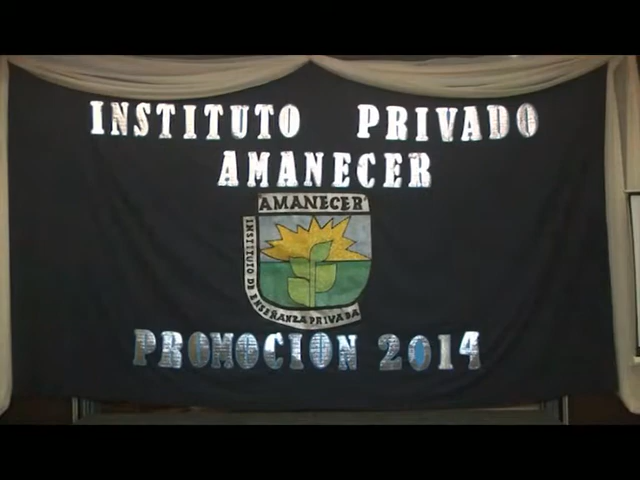 INSTITUTO PRIVADO
AMANECER
AMANECER
INSTITUTO DE ENSEÑANZA PRIVADA
PROMOCION 2014